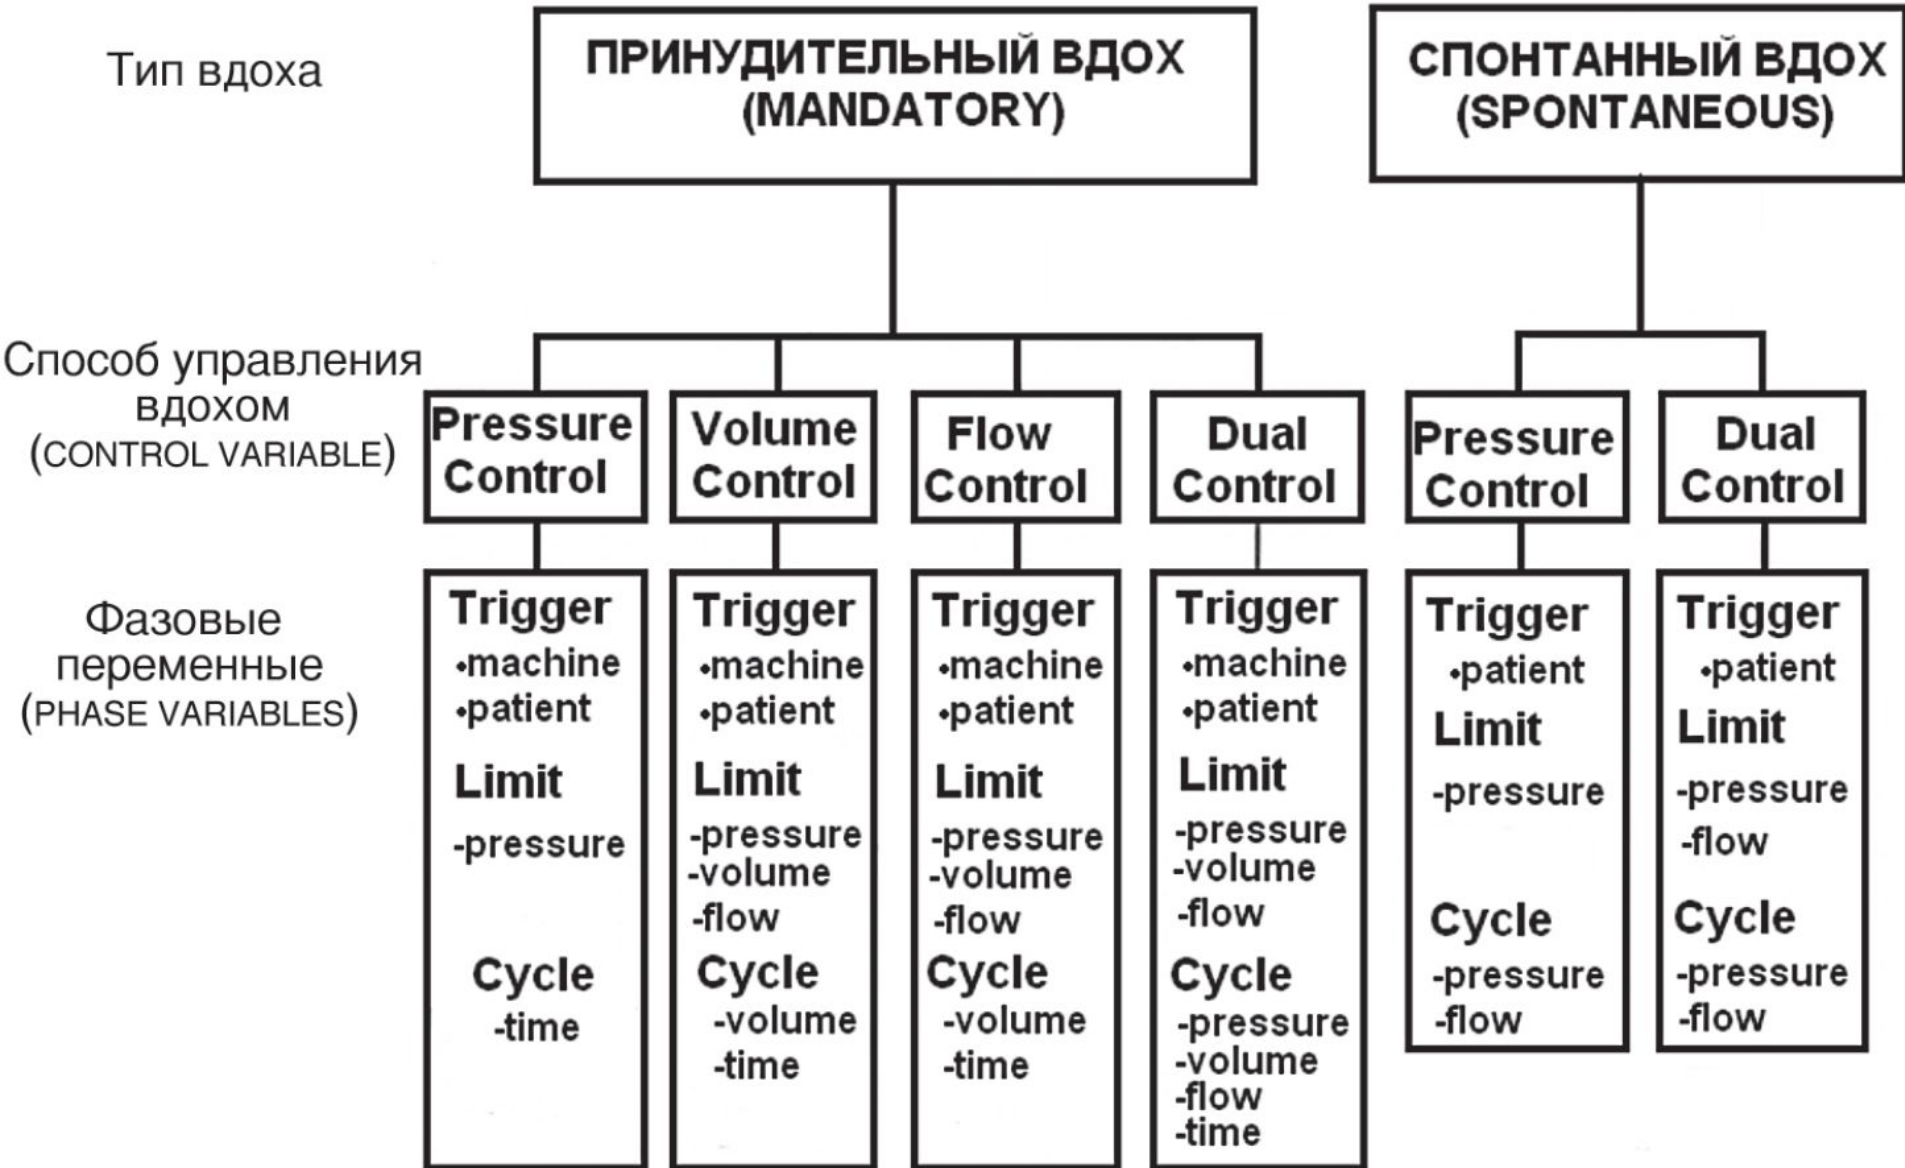 Тип вдоха
ПРИНУДИТЕЛЬНЫЙ ВДОХ
(MANDATORY)
СПОНТАННЫЙ ВДОХ
(SPONTANEOUS)
Способ управления
вдохом
(CONTROL VARIABLE)
Pressure
Control
Volume
Control
Flow
Control
Dual
Control
Pressure
Control
Dual
Control
Фазовые
переменные
(PHASE VARIABLES)
Trigger
•machine
•patient
Limit
-pressure
Cycle
-time
Trigger
•machine
•patient
Limit
-pressure
-volume
-flow
Cycle
-volume
-time
Trigger
•machine
•patient
Limit
-pressure
-volume
-flow
Cycle
-volume
-time
Trigger
•machine
•patient
Limit
-pressure
-volume
-flow
Cycle
-pressure
-volume
-flow
-time
Trigger
•patient
Limit
-pressure
Cycle
-pressure
-flow
Trigger
•patient
Limit
-pressure
-flow
Cycle
-pressure
-flow